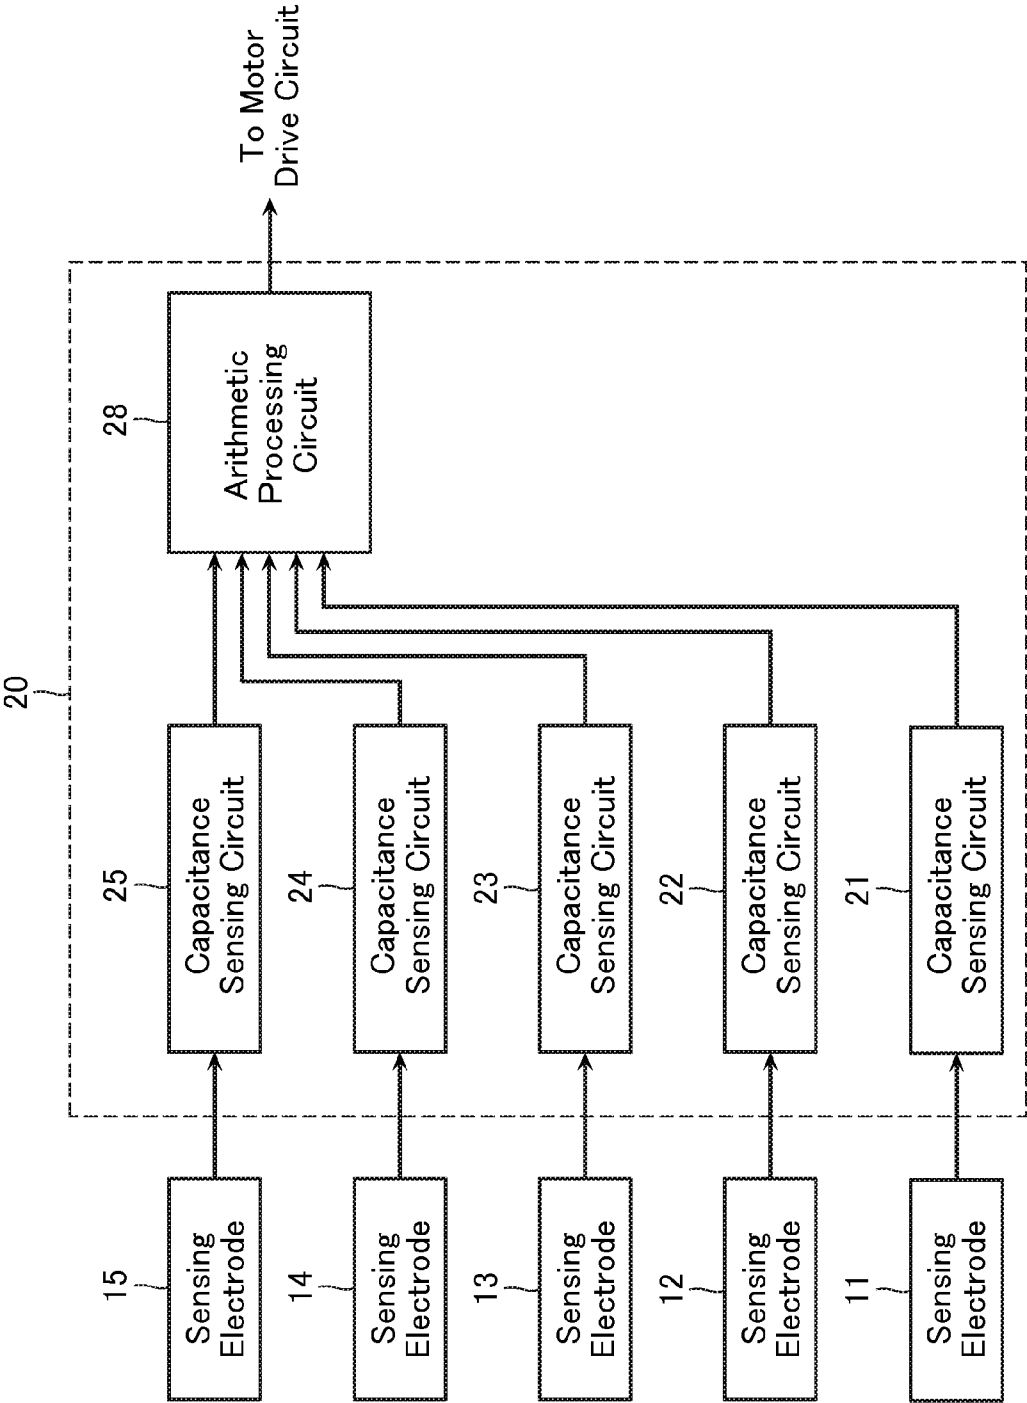 15
Sensing
Electrode
25
Capacitance
Sensing Circuit
20
28
Arithmetic
Processing
Circuit
To Motor
Drive Circuit
14
Sensing
Electrode
24
Capacitance
Sensing Circuit
13
Sensing
Electrode
23
Capacitance
Sensing Circuit
12
Sensing
Electrode
22
Capacitance
Sensing Circuit
11
Sensing
Electrode
21
Capacitance
Sensing Circuit